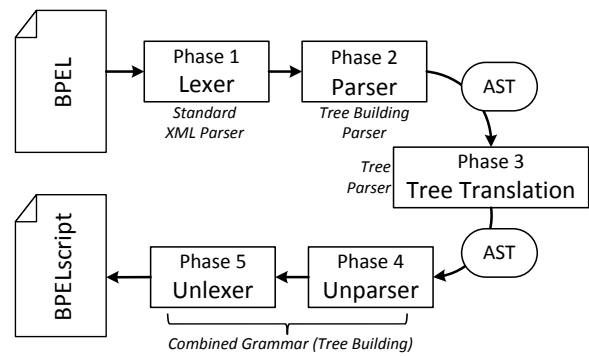 BPEL
Phase 1
Lexer
Standard
XML Parser
Phase 2
Parser
Tree Building
Parser
AST
Tree
Parser
Phase 3
Tree Translation
AST
Phase 4
Unparser
Phase 5
Unlexer
Combined Grammar (Tree Building)
BPELscript